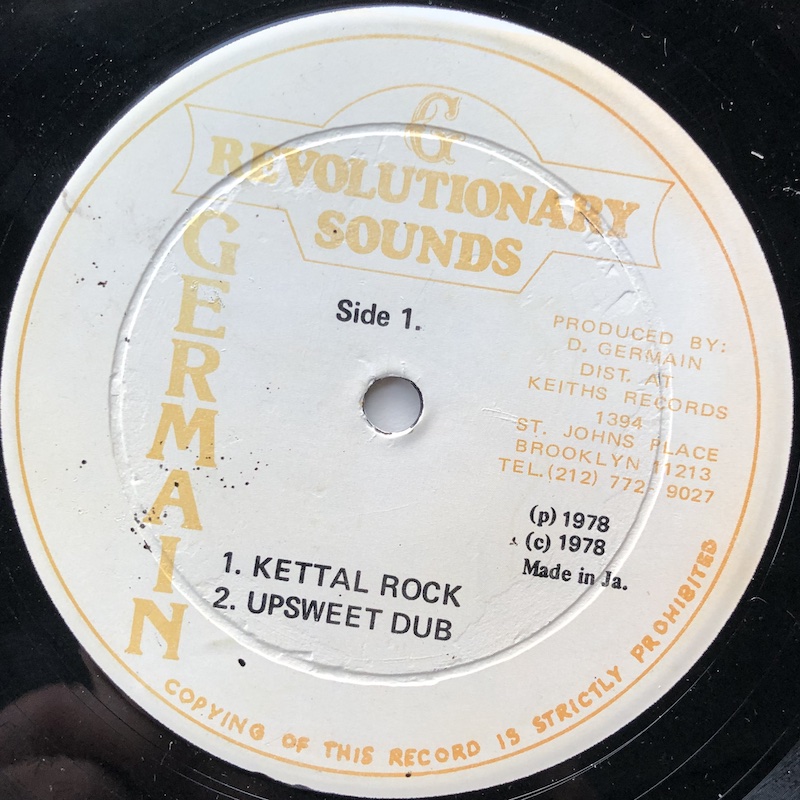 G
REVOLUTIONARY
SOUNDS
GERMAIN
Side 1.
PRODUCED BY:
D. GERMAIN
DIST. AT
KEITHS RECORDS
1394
ST. JOHNS PLACE
BROOKLYN 11213
TEL.(212) 772 9027
(p) 1978
(c) 1978
Made in Ja.
1. KETTAL ROCK
2. UPSWEET DUB
COPYING OF THIS RECORD IS STRICTLY PROHIBITED